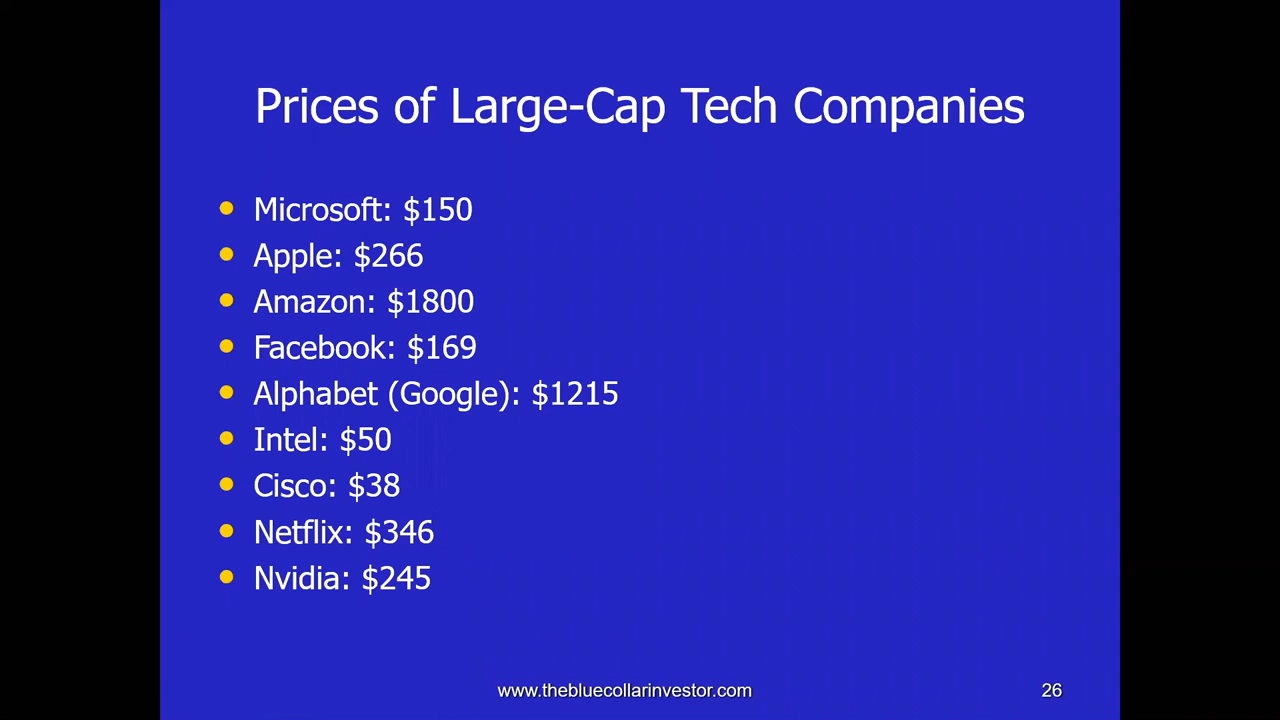 Prices of Large-Cap Tech Companies
Microsoft: $150
Apple: $266
Amazon: $1800
Facebook: $169
Alphabet (Google): $1215
Intel: $50
Cisco: $38
Netflix: $346
Nvidia: $245
www.thebluecollarinvestor.com
26